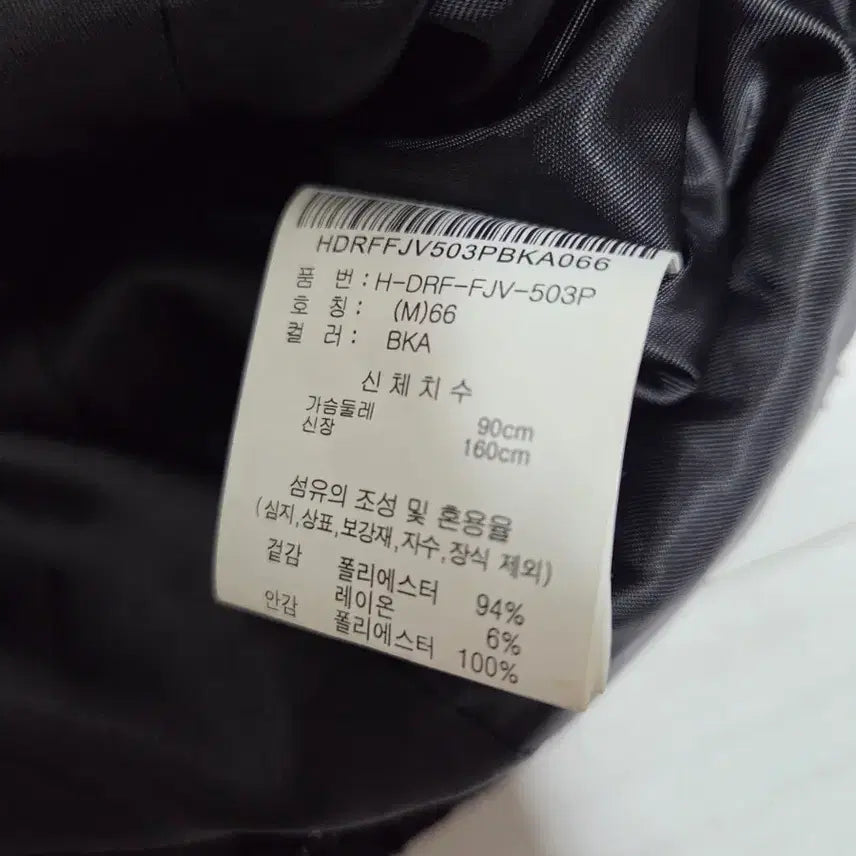 HDRFFJV503PBKA066
품 번: H-DRF-FJV-503P
호 칭: (M)66
컬 러: BKA
신 체 치 수
가슴둘레 90cm
신장 160cm
섬유의 조성 및 혼용율
(심지,상표,보강재,자수,장식 제외)
겉감 폴리에스터 94%
레이온 6%
안감 폴리에스터 100%